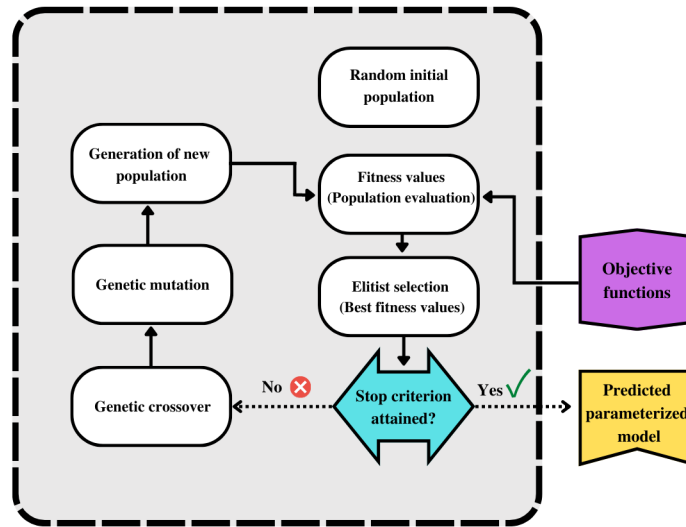 Random initial
population
Generation of new
population
Fitness values
(Population evaluation)
Genetic mutation
Elitist selection
(Best fitness values)
Objective
functions
Genetic crossover
No
Stop criterion
attained?
Yes
Predicted
parameterized
model